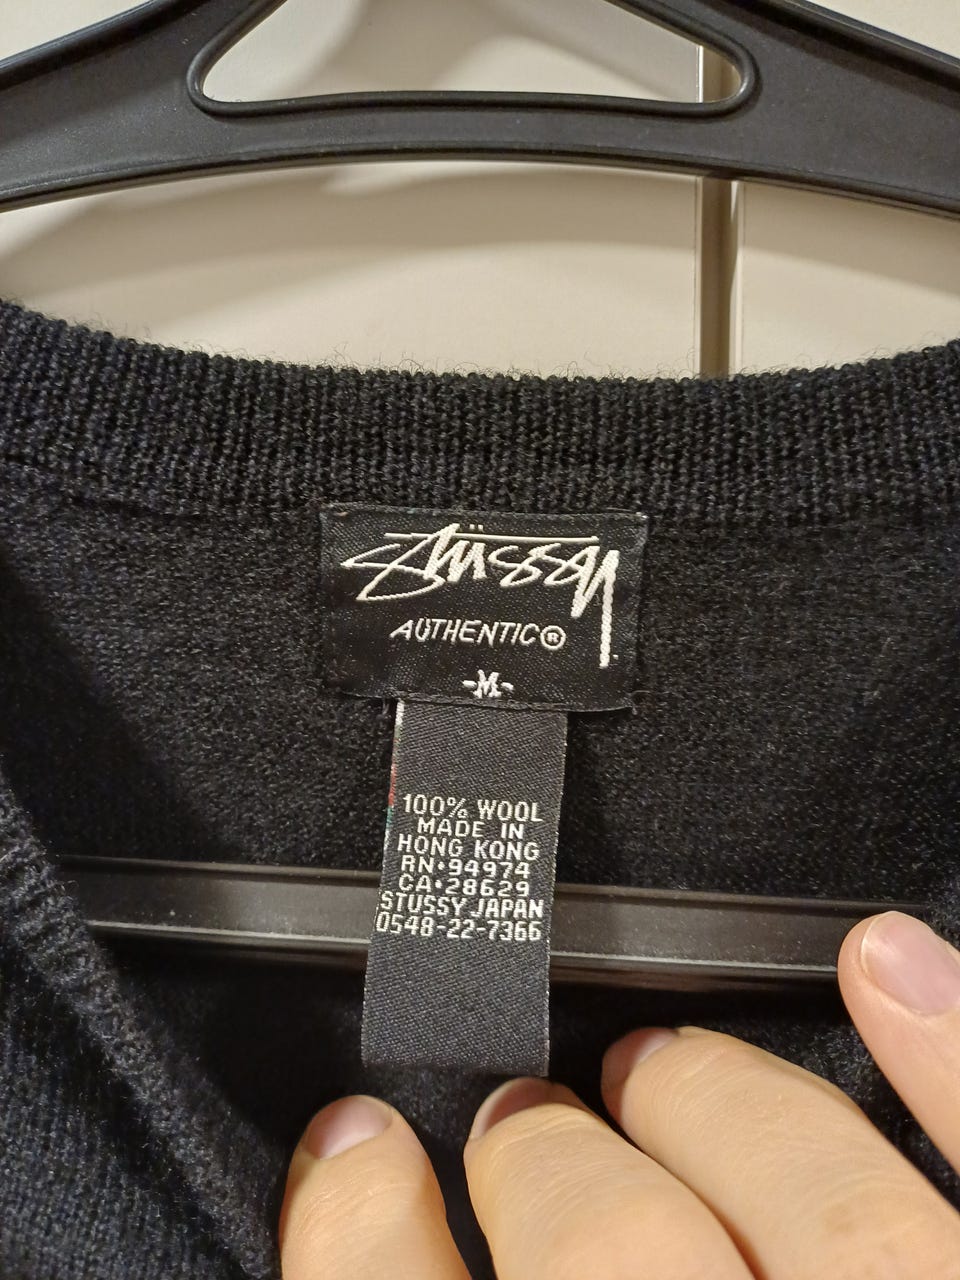 Stüssy
AUTHENTIC®
-M-
100% WOOL
MADE IN
HONG KONG
RN•94974
CA•28629
STUSSY JAPAN
0548-22-7366